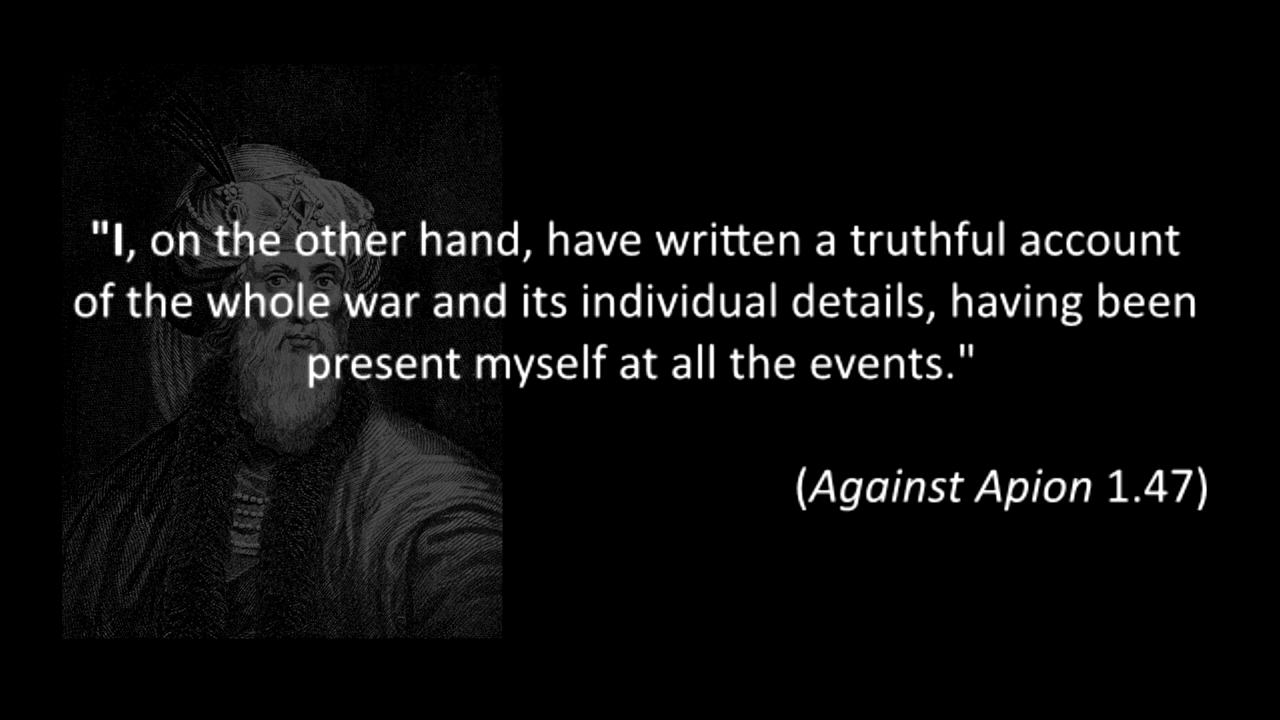 "I, on the other hand, have written a truthful account
of the whole war and its individual details, having been
present myself at all the events."
(Against Apion 1.47)